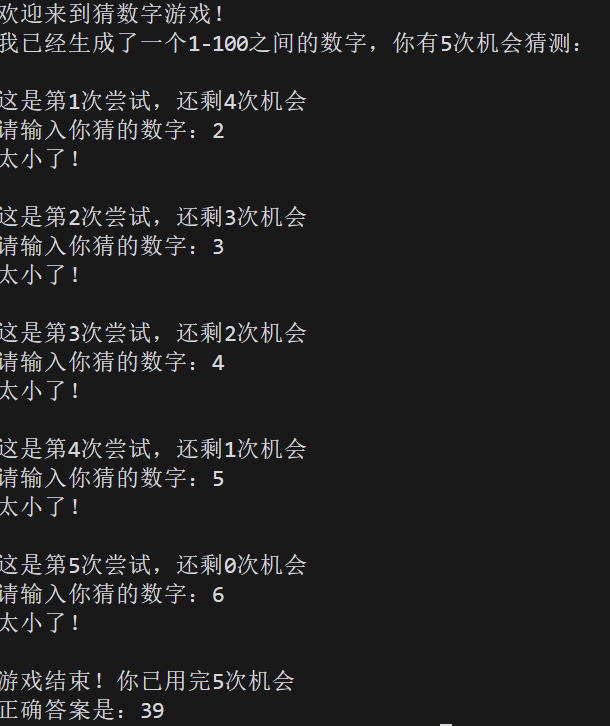 欢迎来到猜数字游戏！
我已经生成了一个1-100之间的数字，你有5次机会猜测：
这是第1次尝试，还剩4次机会
请输入你猜的数字：2
太小了！
这是第2次尝试，还剩3次机会
请输入你猜的数字：3
太小了！
这是第3次尝试，还剩2次机会
请输入你猜的数字：4
太小了！
这是第4次尝试，还剩1次机会
请输入你猜的数字：5
太小了！
这是第5次尝试，还剩0次机会
请输入你猜的数字：6
太小了！
游戏结束！你已用完5次机会
正确答案是：39